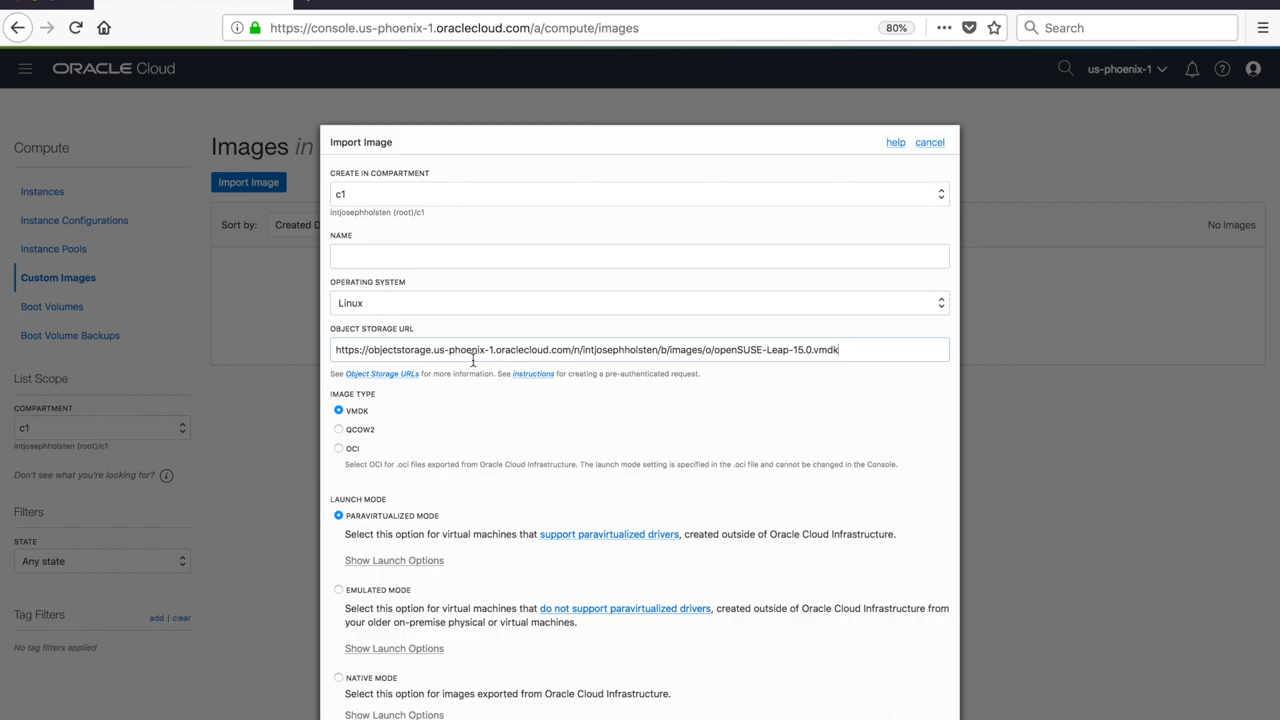 https://console.us-phoenix-1.oraclecloud.com/a/compute/images
80%
Search
ORACLE Cloud
us-phoenix-1
Compute
Instances
Instance Configurations
Instance Pools
Custom Images
Boot Volumes
Boot Volume Backups
List Scope
COMPARTMENT
c1
intjosephholsten (root)/c1
Don't see what you're looking for?
Filters
STATE
Any state
Tag Filters
add | clear
No tag filters applied
Images in
Import Image
Sort by:
Created D
No Images
Import Image
help
cancel
CREATE IN COMPARTMENT
c1
intjosephholsten (root)/c1
NAME
OPERATING SYSTEM
Linux
OBJECT STORAGE URL
https://objectstorage.us-phoenix-1.oraclecloud.com/n/intjosephholsten/b/images/o/openSUSE-Leap-15.0.vmdk
See Object Storage URLs for more information. See instructions for creating a pre-authenticated request.
IMAGE TYPE
VMDK
QCOW2
OCI
Select OCI for .oci files exported from Oracle Cloud Infrastructure. The launch mode setting is specified in the .oci file and cannot be changed in the Console.
LAUNCH MODE
PARAVIRTUALIZED MODE
Select this option for virtual machines that support paravirtualized drivers, created outside of Oracle Cloud Infrastructure.
Show Launch Options
EMULATED MODE
Select this option for virtual machines that do not support paravirtualized drivers, created outside of Oracle Cloud Infrastructure from
your older on-premise physical or virtual machines.
Show Launch Options
NATIVE MODE
Select this option for images exported from Oracle Cloud Infrastructure.
Show Launch Options